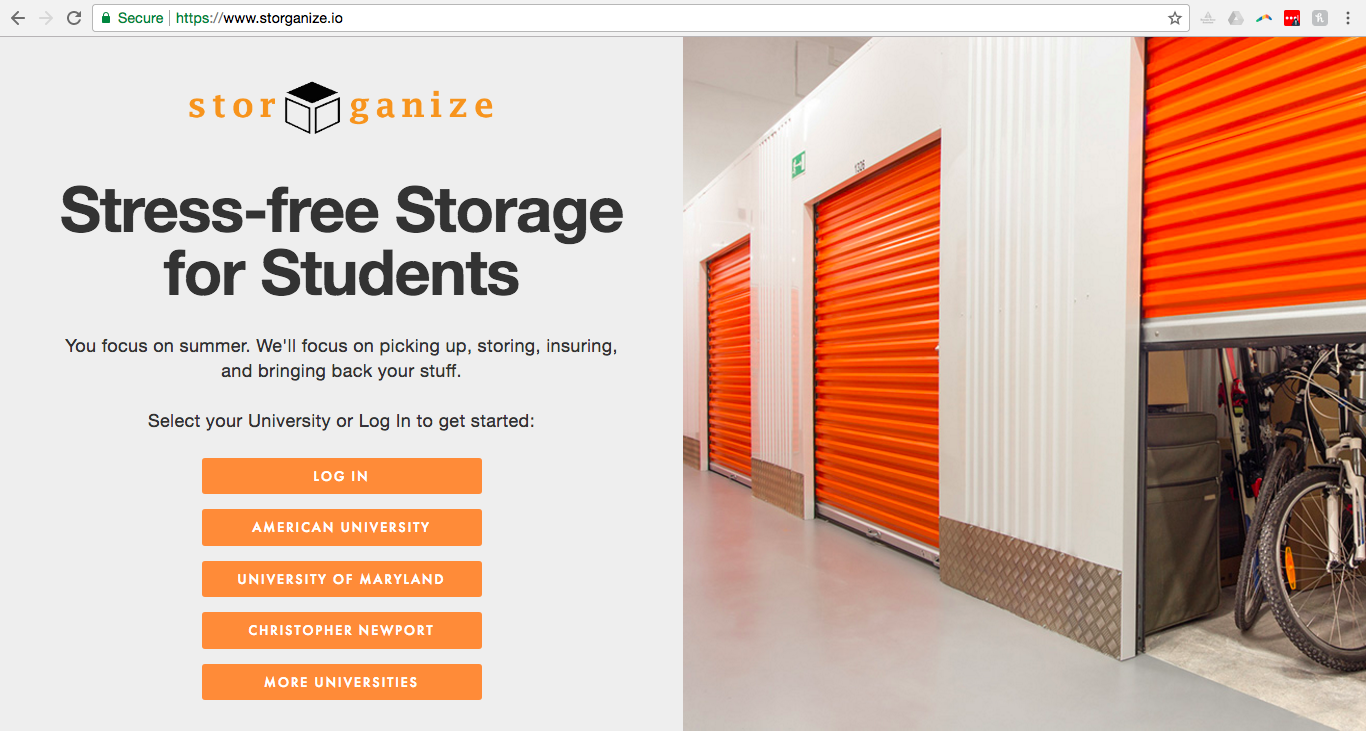 Secure
https://www.storganize.io
stor ganize
Stress-free Storage
for Students
You focus on summer. We'll focus on picking up, storing, insuring,
and bringing back your stuff.
Select your University or Log In to get started:
LOG IN
AMERICAN UNIVERSITY
UNIVERSITY OF MARYLAND
CHRISTOPHER NEWPORT
MORE UNIVERSITIES
H
1326